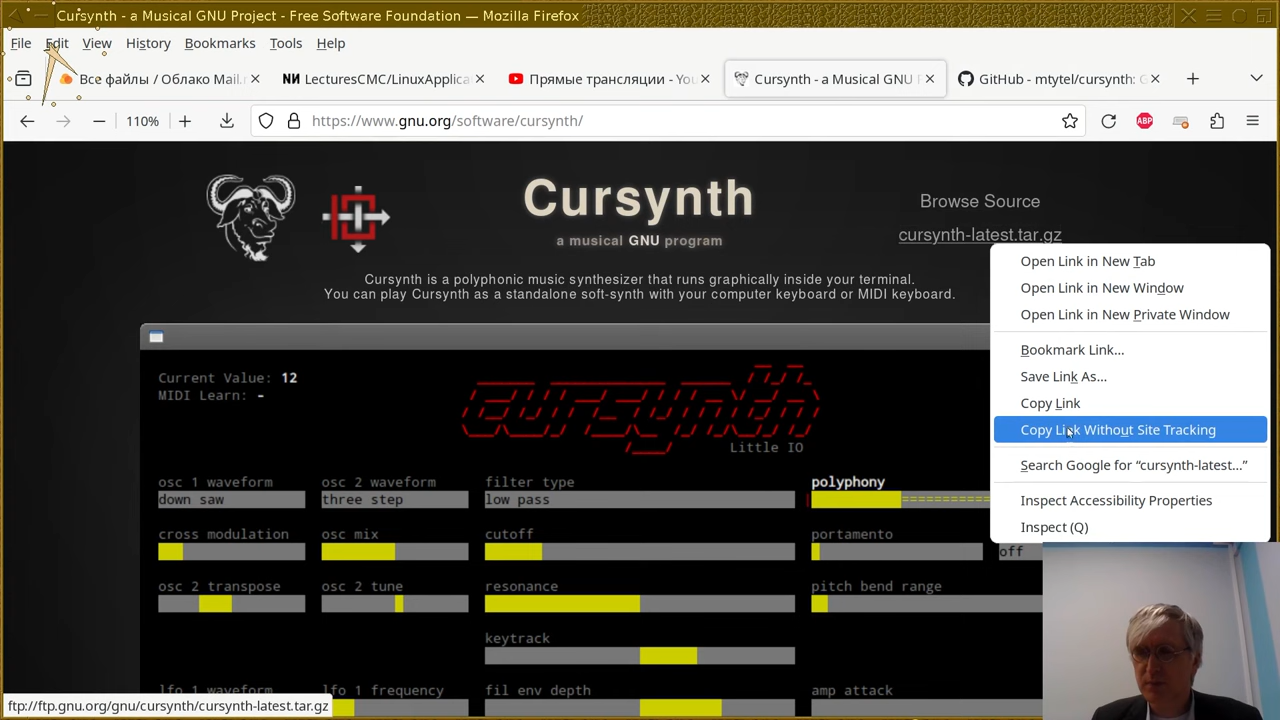 Cursynth - a Musical GNU Project - Free Software Foundation — Mozilla Firefox
File Edit View History Bookmarks Tools Help
Все файлы / Облако Mail.r
LecturesCMC/LinuxApplica
Прямые трансляции - You
Cursynth - a Musical GNU P
GitHub - mtytel/cursynth: G
110%
https://www.gnu.org/software/cursynth/
ABP
Cursynth
a musical GNU program
Browse Source
cursynth-latest.tar.gz
Cursynth is a polyphonic music synthesizer that runs graphically inside your terminal.
You can play Cursynth as a standalone soft-synth with your computer keyboard or MIDI keyboard.
Open Link in New Tab
Open Link in New Window
Open Link in New Private Window
Bookmark Link…
Save Link As…
Copy Link
Copy Link Without Site Tracking
Search Google for “cursynth-latest…”
Inspect Accessibility Properties
Inspect (Q)
Current Value: 12
MIDI Learn: -
cursynth
Little IO
osc 1 waveform osc 2 waveform filter type polyphony
down saw three step low pass
cross modulation osc mix cutoff portamento
off
osc 2 transpose osc 2 tune resonance pitch bend range
keytrack
lfo 1 waveform lfo 1 frequency fil env depth amp attack
ftp://ftp.gnu.org/gnu/cursynth/cursynth-latest.tar.gz